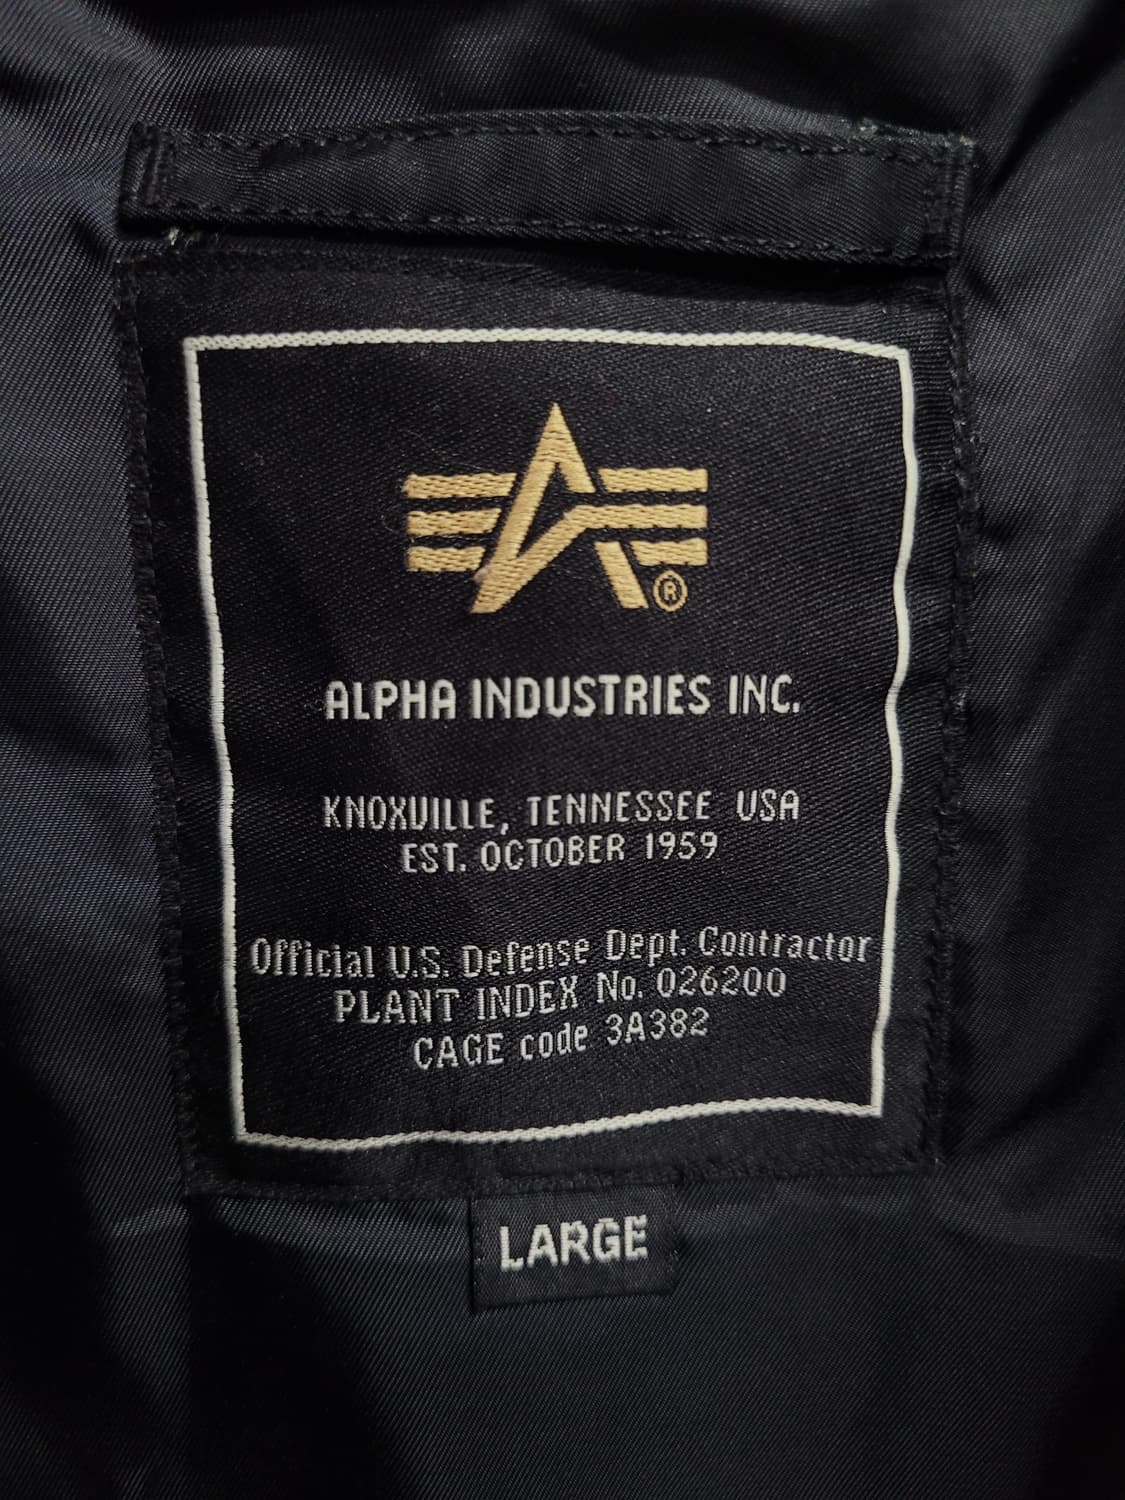 ®
ALPHA INDUSTRIES INC.
KNOXVILLE, TENNESSEE USA
EST. OCTOBER 1959
Official U.S. Defense Dept. Contractor
PLANT INDEX No. 026200
CAGE code 3A382
LARGE